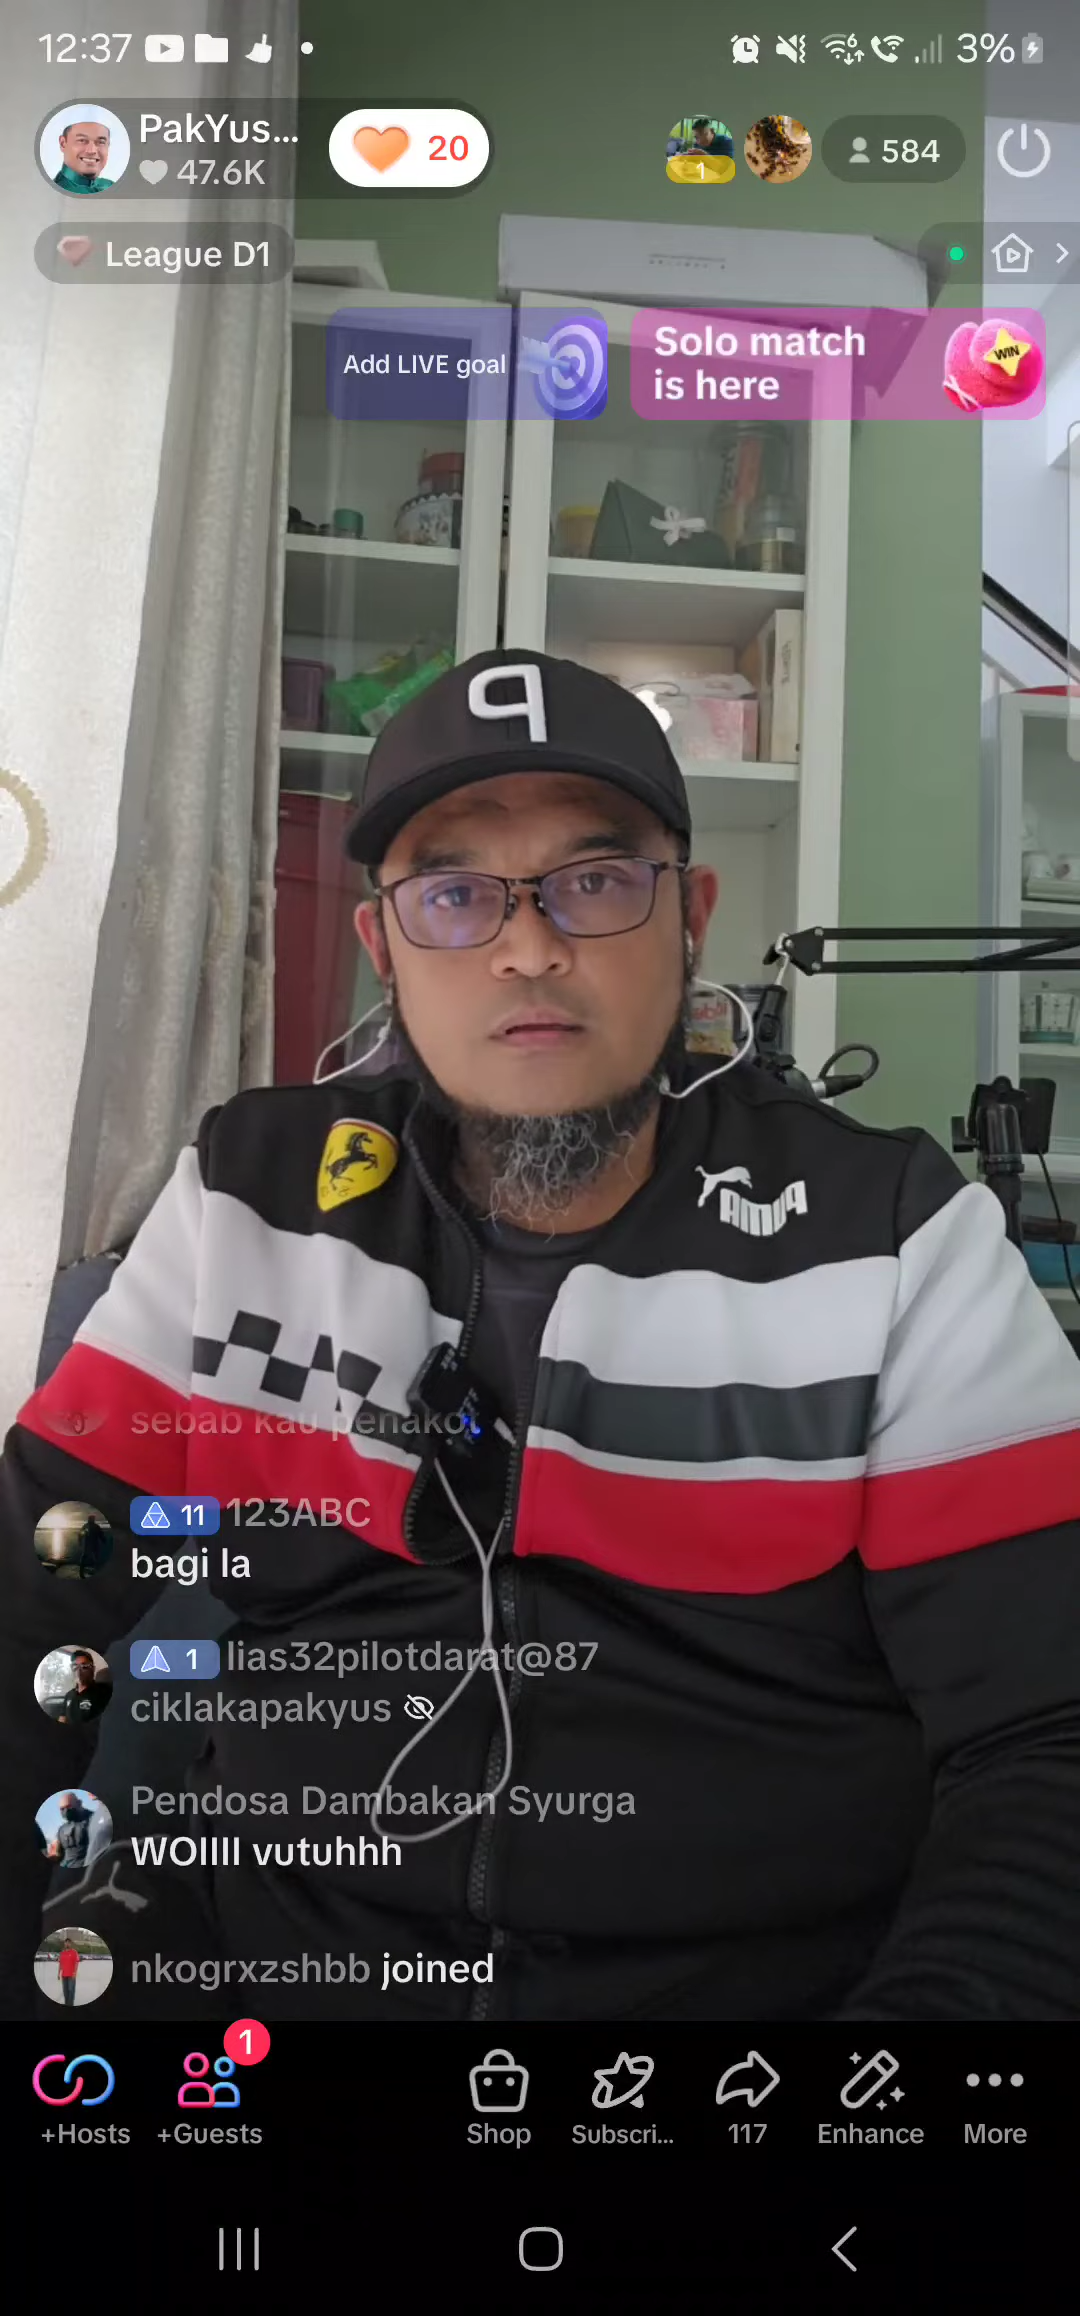 12:37
3%
PakYus...
47.6K
20
1
584
League D1
Add LIVE goal
Solo match
is here
WIN
PUMA
sebab kau penakot
11 123ABC
bagi la
1 lias32pilotdarat@87
ciklakapakyus
Pendosa Dambakan Syurga
WOIIII vutuhhh
nkogrxzshbb joined
1
+Hosts
+Guests
Shop
Subscri...
117
Enhance
More